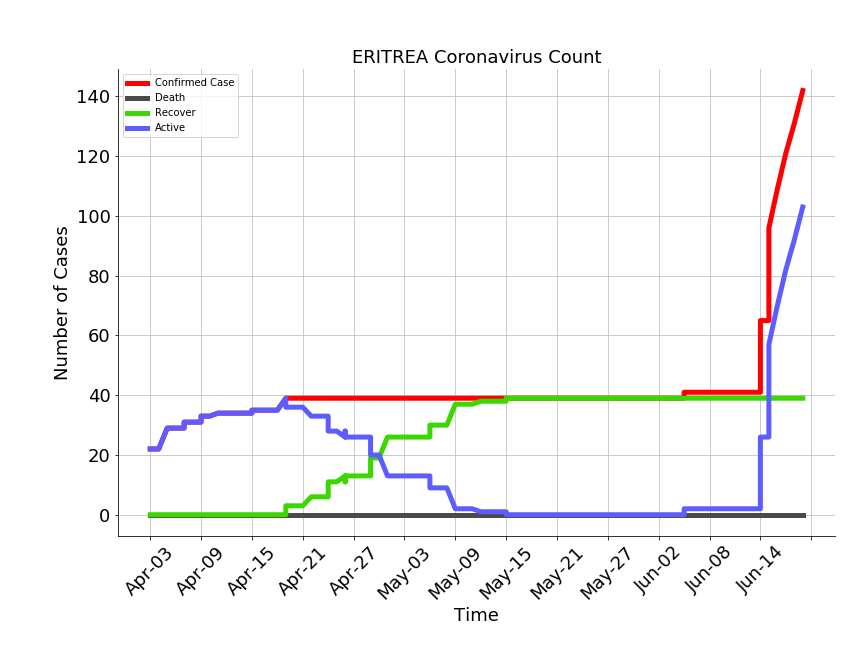 ERITREA Coronavirus Count
Confirmed Case
Death
Recover
Active
Number of Cases
140
120
100
80
60
40
20
0
Apr-03
Apr-09
Apr-15
Apr-21
Apr-27
May-03
May-09
May-15
May-21
May-27
Jun-02
Jun-08
Jun-14
Time